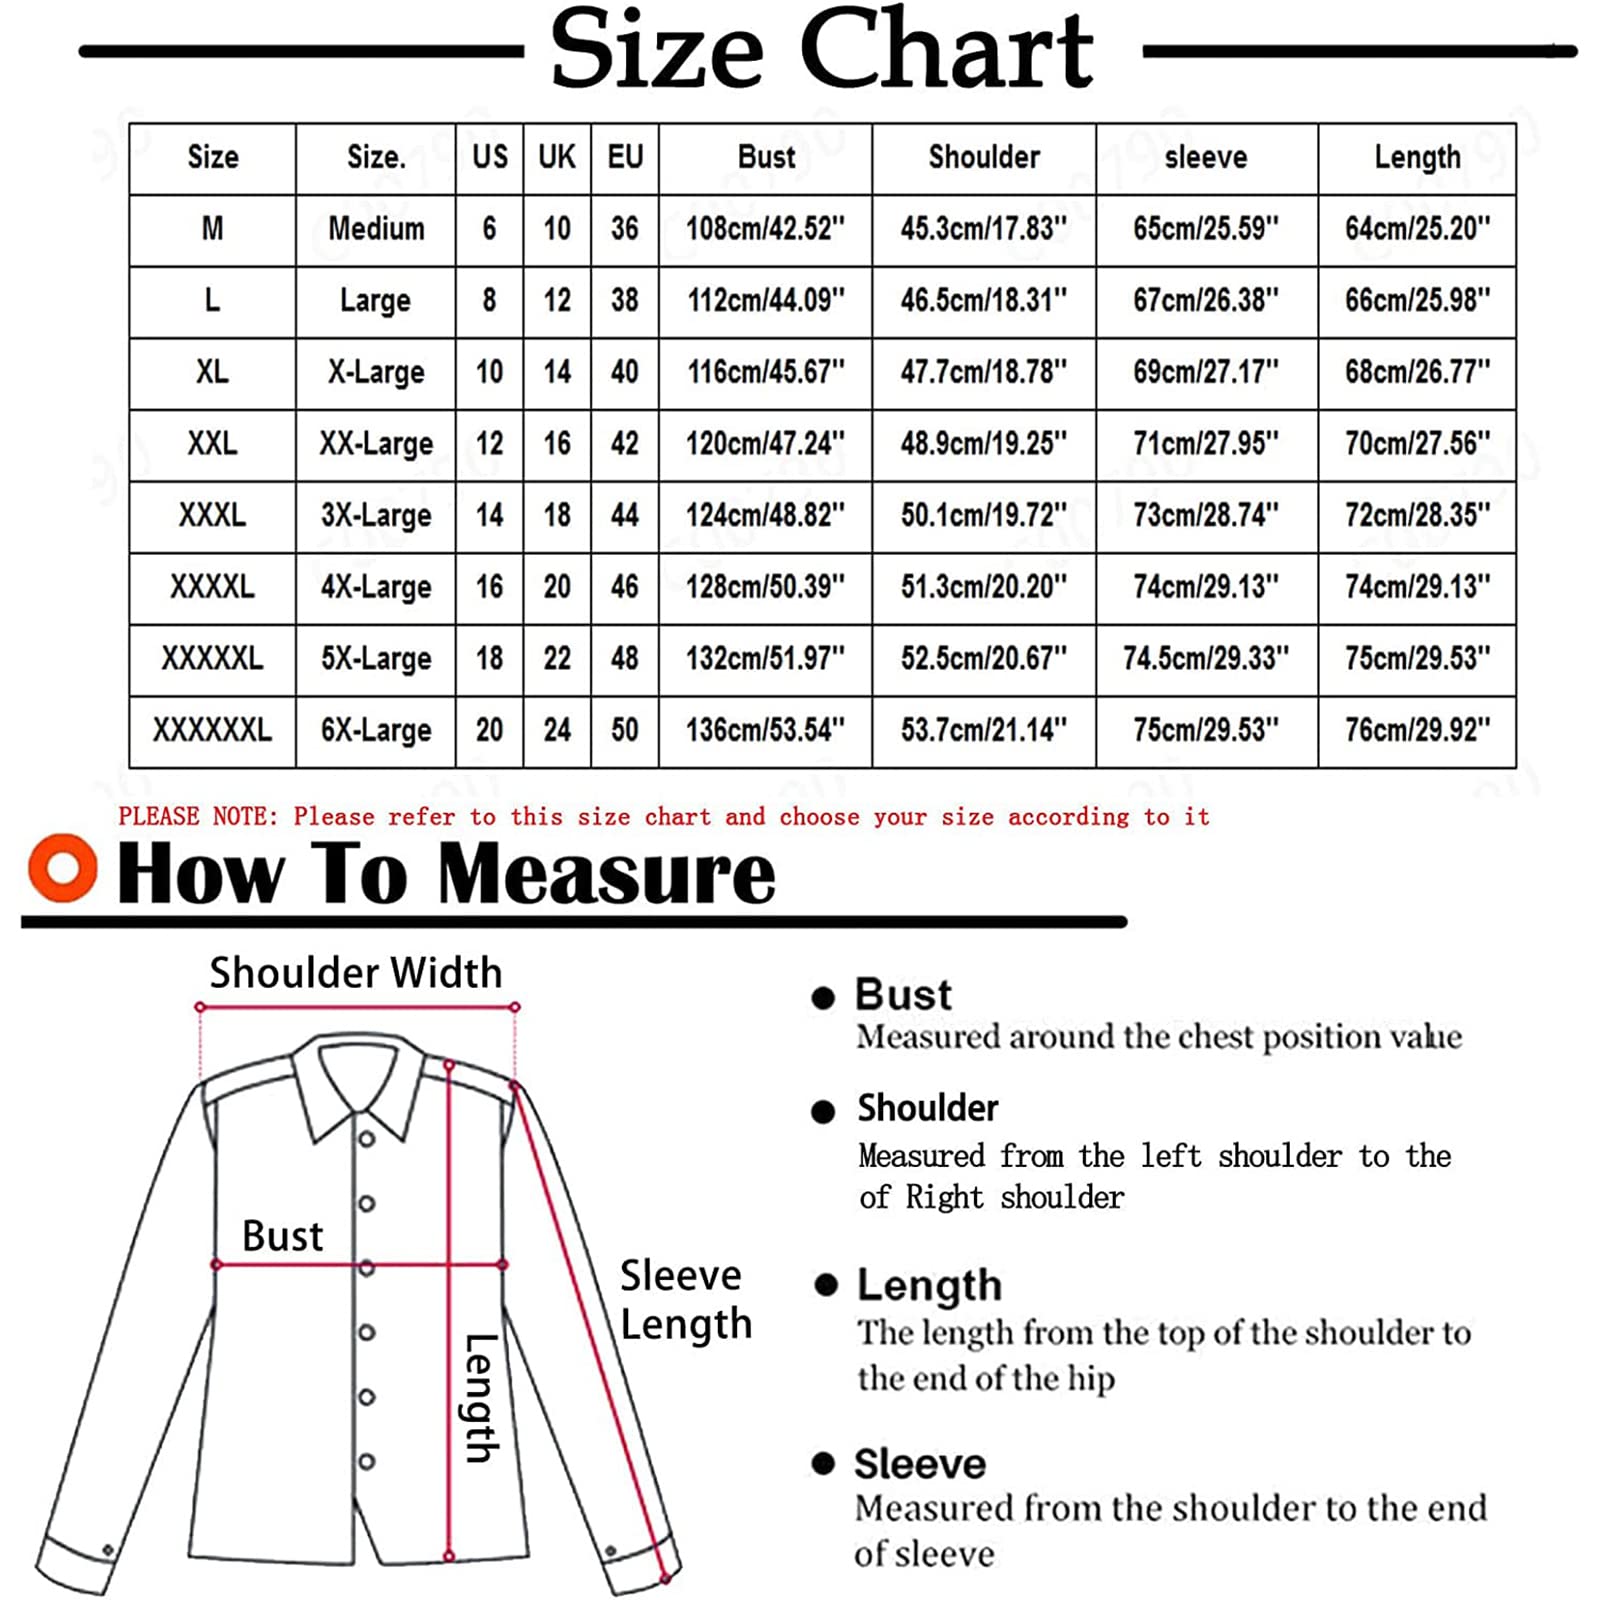 Size Chart
Size Size. US UK EU Bust Shoulder sleeve Length
M Medium 6 10 36 108cm/42.52'' 45.3cm/17.83'' 65cm/25.59'' 64cm/25.20''
L Large 8 12 38 112cm/44.09'' 46.5cm/18.31'' 67cm/26.38'' 66cm/25.98''
XL X-Large 10 14 40 116cm/45.67'' 47.7cm/18.78'' 69cm/27.17'' 68cm/26.77''
XXL XX-Large 12 16 42 120cm/47.24'' 48.9cm/19.25'' 71cm/27.95'' 70cm/27.56''
XXXL 3X-Large 14 18 44 124cm/48.82'' 50.1cm/19.72'' 73cm/28.74'' 72cm/28.35''
XXXXL 4X-Large 16 20 46 128cm/50.39'' 51.3cm/20.20'' 74cm/29.13'' 74cm/29.13''
XXXXXL 5X-Large 18 22 48 132cm/51.97'' 52.5cm/20.67'' 74.5cm/29.33'' 75cm/29.53''
XXXXXXL 6X-Large 20 24 50 136cm/53.54'' 53.7cm/21.14'' 75cm/29.53'' 76cm/29.92''
PLEASE NOTE: Please refer to this size chart and choose your size according to it
How To Measure
Shoulder Width
Bust
Length
Sleeve
Length
Bust
Measured around the chest position value
Shoulder
Measured from the left shoulder to the
of Right shoulder
Length
The length from the top of the shoulder to
the end of the hip
Sleeve
Measured from the shoulder to the end
of sleeve